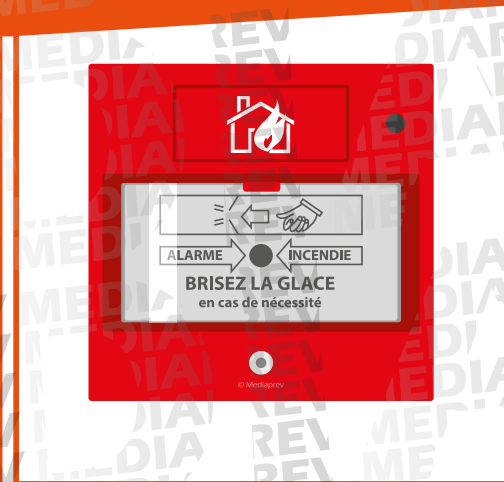 ALARME INCENDIE
BRISEZ LA GLACE
en cas de nécessité
© Mediaprev